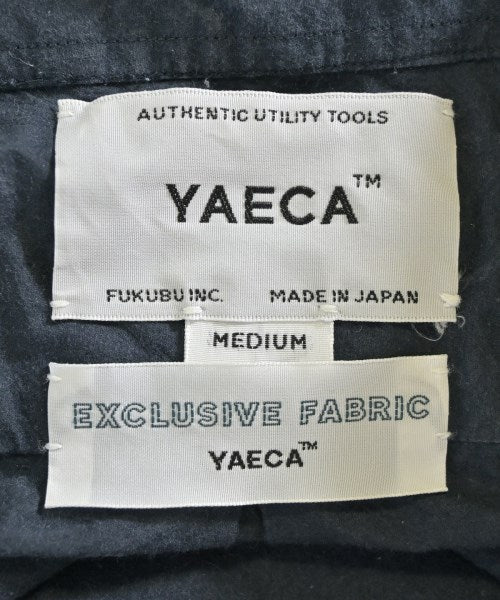 AUTHENTIC UTILITY TOOLS
YAECA™
FUKUBU INC. MADE IN JAPAN
MEDIUM
EXCLUSIVE FABRIC
YAECA™